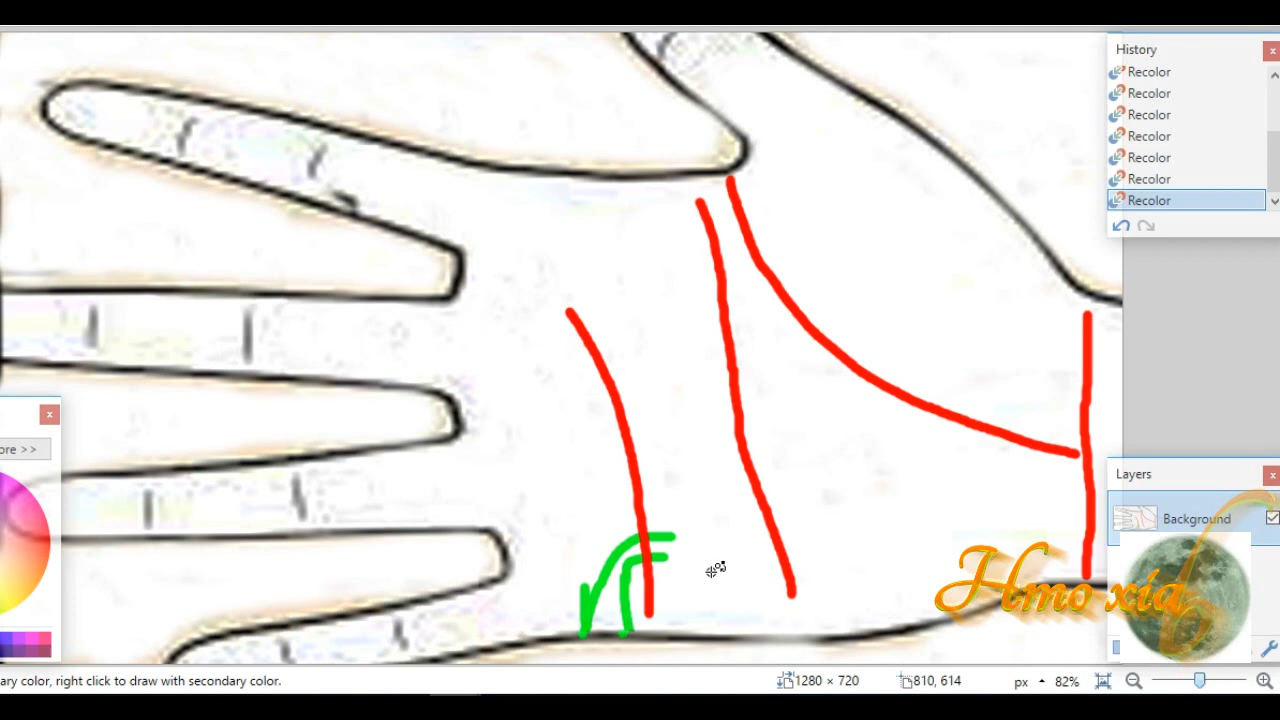 History
Recolor
Recolor
Recolor
Recolor
Recolor
Recolor
Recolor
ore >>
Layers
Background
Hmo xia
ary color, right click to draw with secondary color.
1280 × 720
810, 614
px
82%